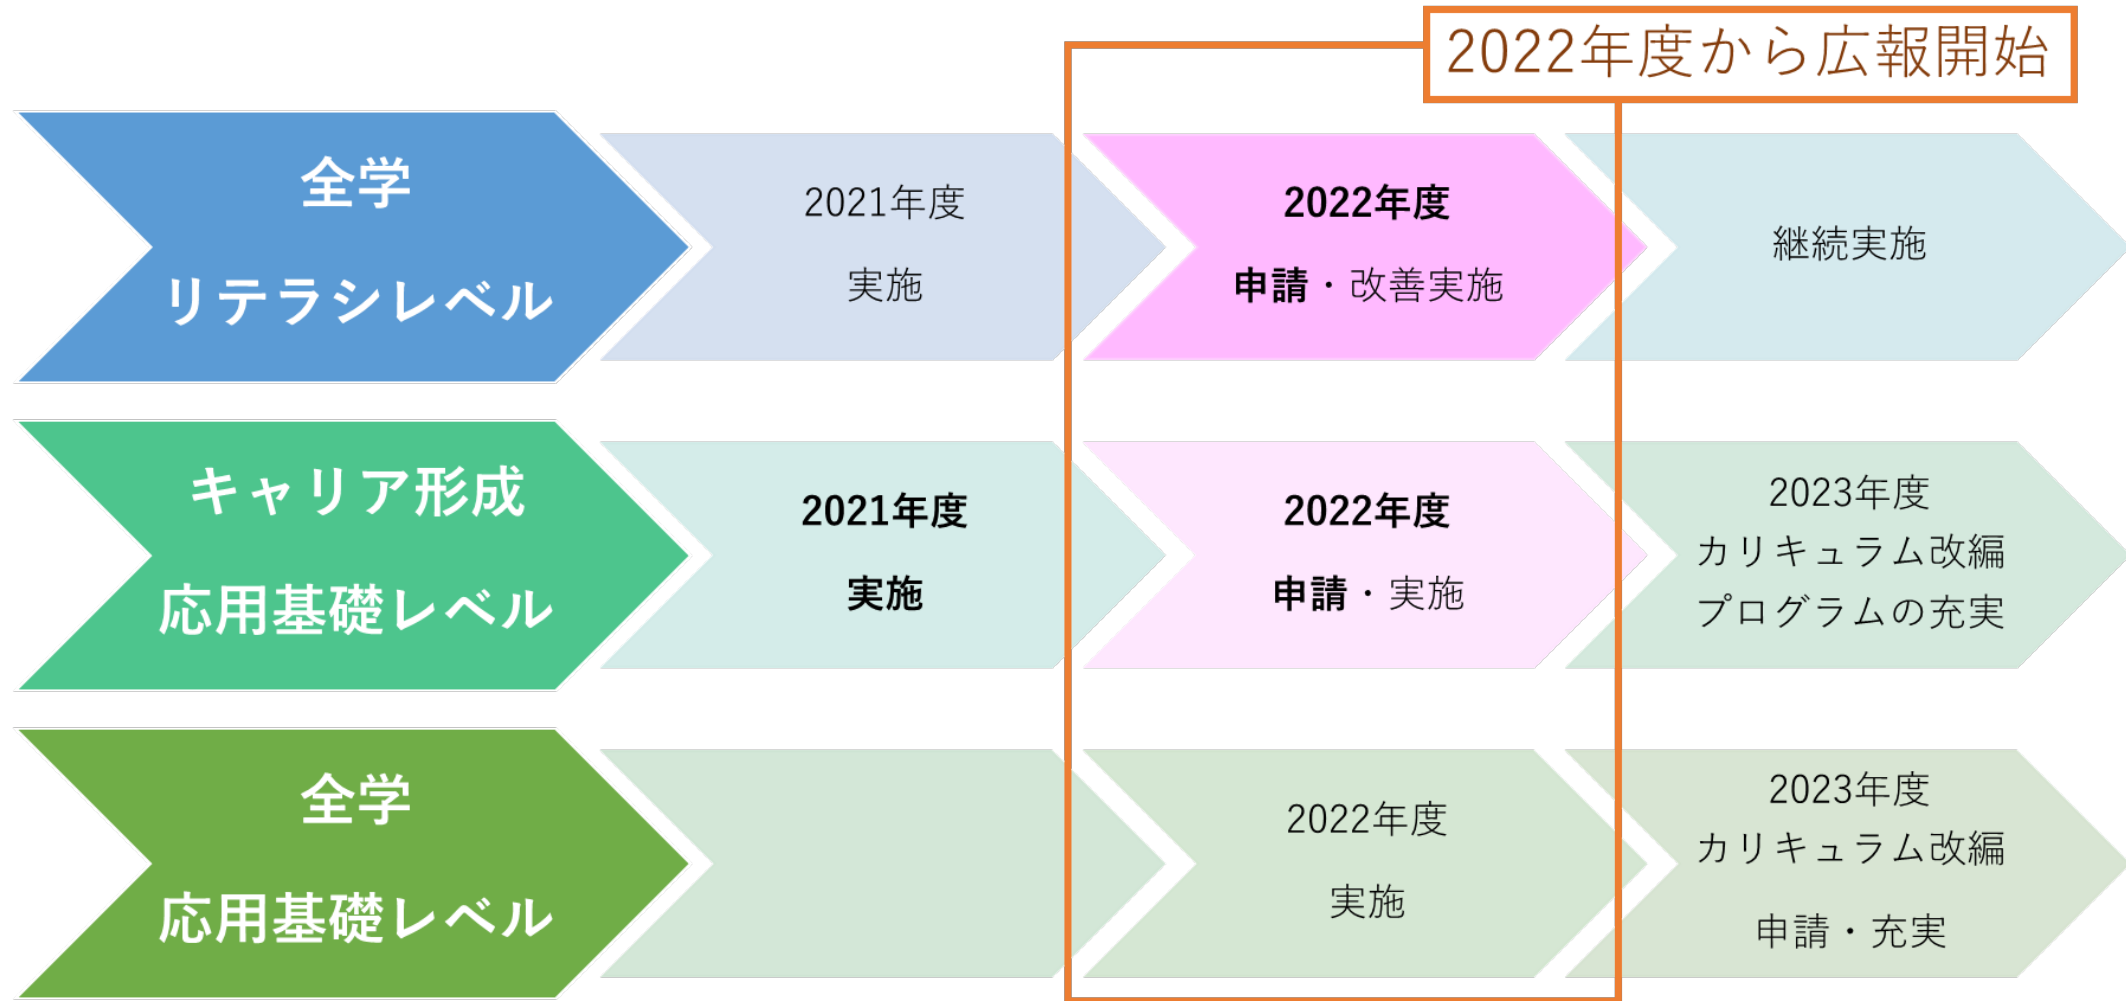 2022年度から広報開始
全学
リテラシレベル
2021年度
実施
2022年度
申請・改善実施
継続実施
キャリア形成
応用基礎レベル
2021年度
実施
2022年度
申請・実施
2023年度
カリキュラム改編
プログラムの充実
全学
応用基礎レベル
2022年度
実施
2023年度
カリキュラム改編
申請・充実